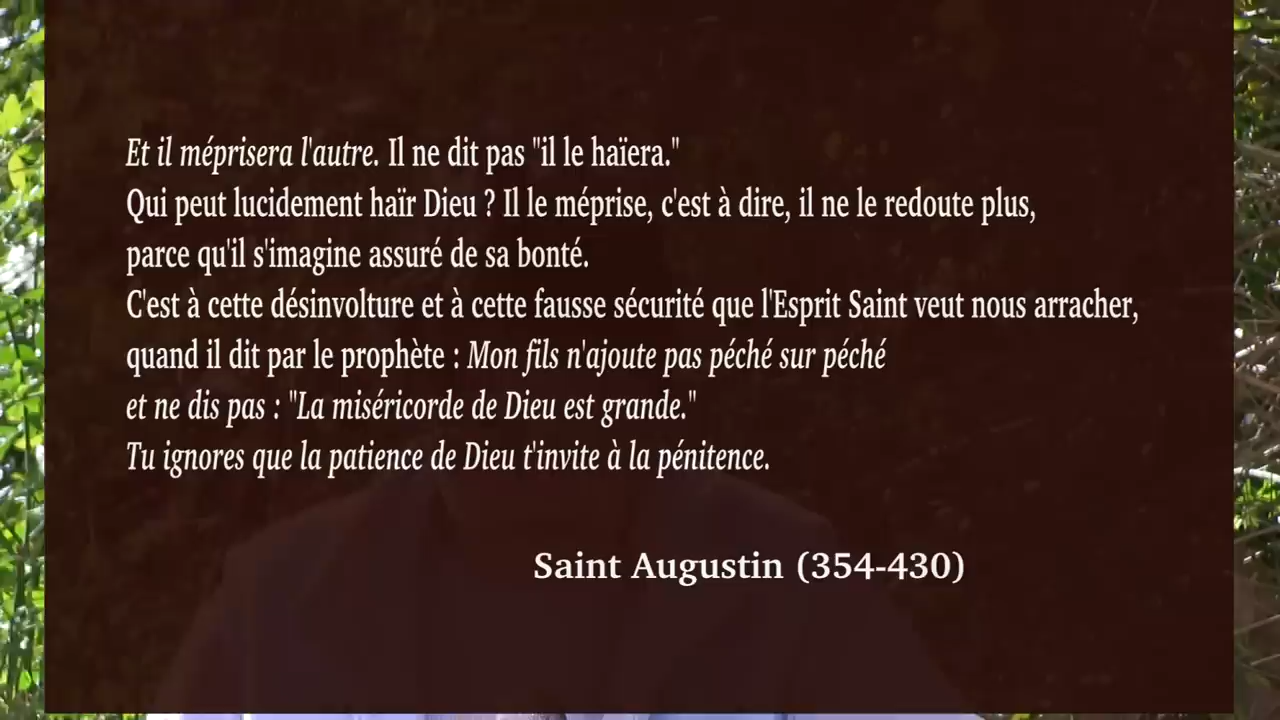 Et il méprisera l'autre. Il ne dit pas "il le haïera."
Qui peut lucidement haïr Dieu ? Il le méprise, c'est à dire, il ne le redoute plus,
parce qu'il s'imagine assuré de sa bonté.
C'est à cette désinvolture et à cette fausse sécurité que l'Esprit Saint veut nous arracher,
quand il dit par le prophète : Mon fils n'ajoute pas péché sur péché
et ne dis pas : "La miséricorde de Dieu est grande."
Tu ignores que la patience de Dieu t'invite à la pénitence.
Saint Augustin (354-430)